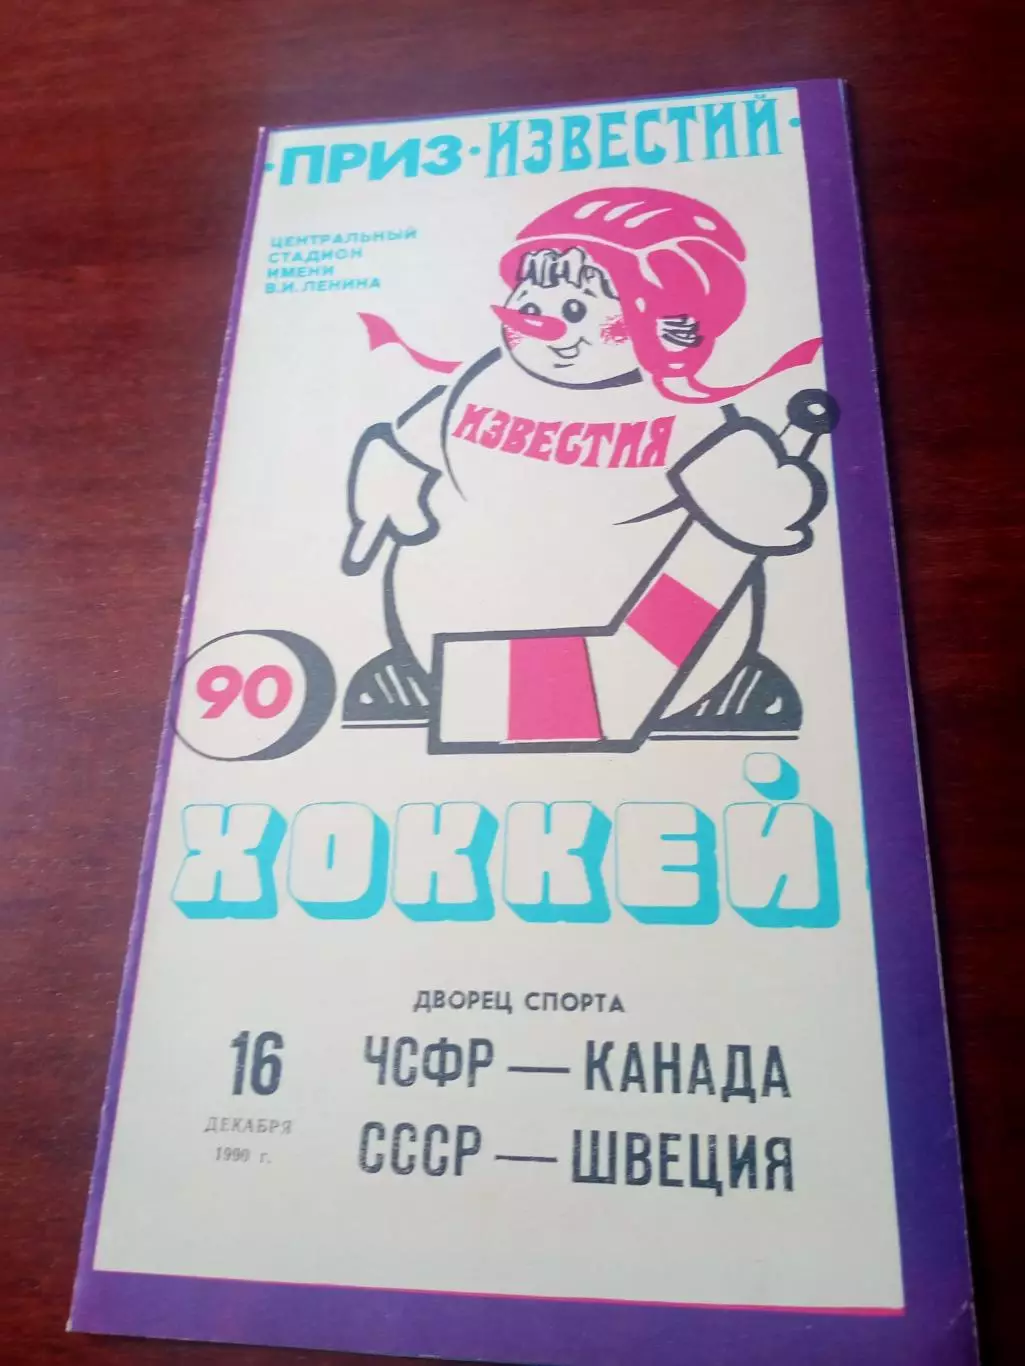 ·ПРИЗ·ИЗВЕСТИЙ·
ЦЕНТРАЛЬНЫЙ
СТАДИОН
ИМЕНИ
В.И.ЛЕНИНА
ИЗВЕСТИЯ
90
ХОККЕЙ
ДВОРЕЦ СПОРТА
16
ДЕКАБРЯ
1990 г.
ЧСФР — КАНАДА
СССР — ШВЕЦИЯ